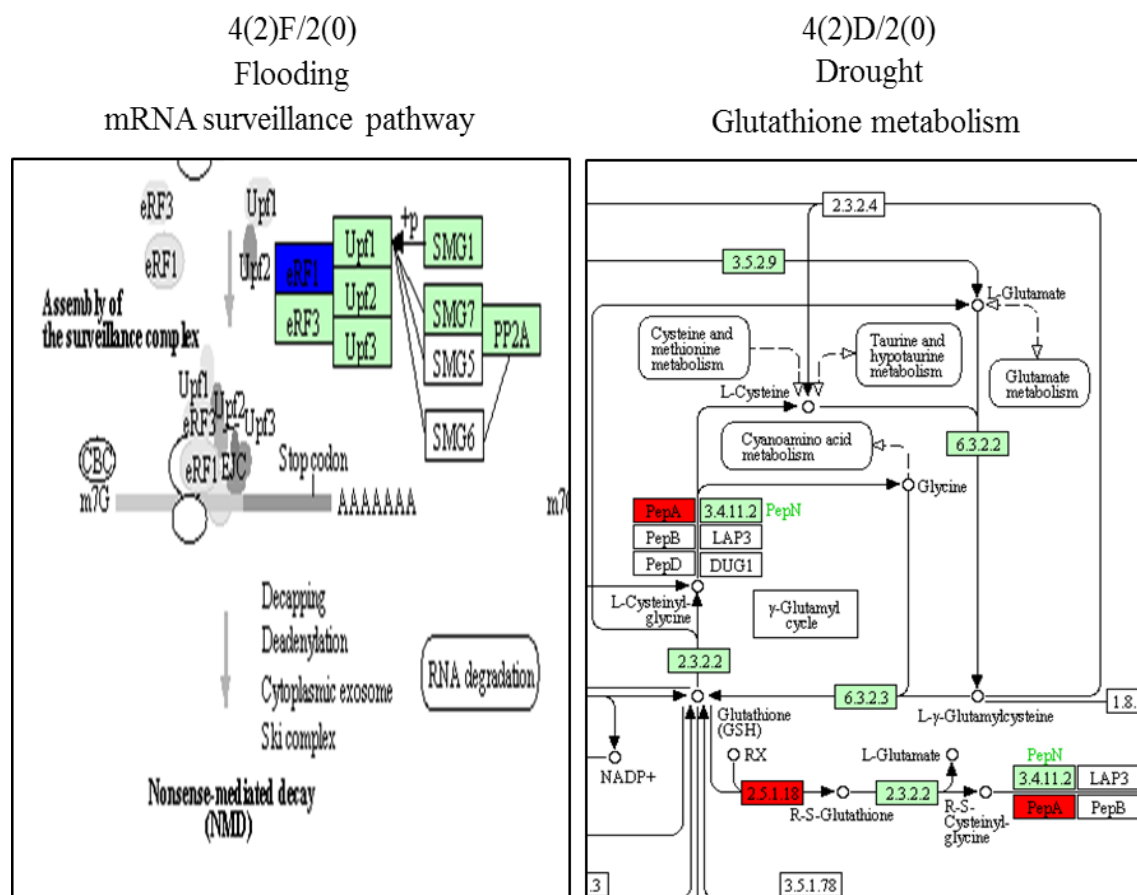 4(2)F/2(0)
Flooding
mRNA surveillance pathway
eRF3
Upf1
eRF1
Upf2
Assembly of
the surveillance complex
eRF1
Upf1
+p
SMG1
eRF3
Upf2
SMG7
PP2A
Upf3
SMG5
SMG6
Upf1
Upf2
eRF3
Upf3
CBC
eRF1
EJC
Stop codon
m7G
AAAAAAA
Decapping
Deadenylation
Cytoplasmic exosome
Ski complex
RNA degradation
Nonsense-mediated decay
(NMD)
4(2)D/2(0)
Drought
Glutathione metabolism
2.3.2.4
3.5.2.9
L-Glutamate
Cysteine and
methionine
metabolism
Taurine and
hypotaurine
metabolism
Glutamate
metabolism
L-Cysteine
Cyanoamino acid
metabolism
6.3.2.2
Glycine
PepA
3.4.11.2
PepN
PepB
LAP3
PepD
DUG1
L-Cysteinyl-
glycine
γ-Glutamyl
cycle
2.3.2.2
6.3.2.3
Glutathione
(GSH)
L-γ-Glutamylcysteine
1.8.
NADP+
RX
L-Glutamate
PepN
2.5.1.18
2.3.2.2
3.4.11.2
LAP3
R-S-Glutathione
R-S-
Cysteinyl-
glycine
PepA
PepB
.3
3.5.1.78